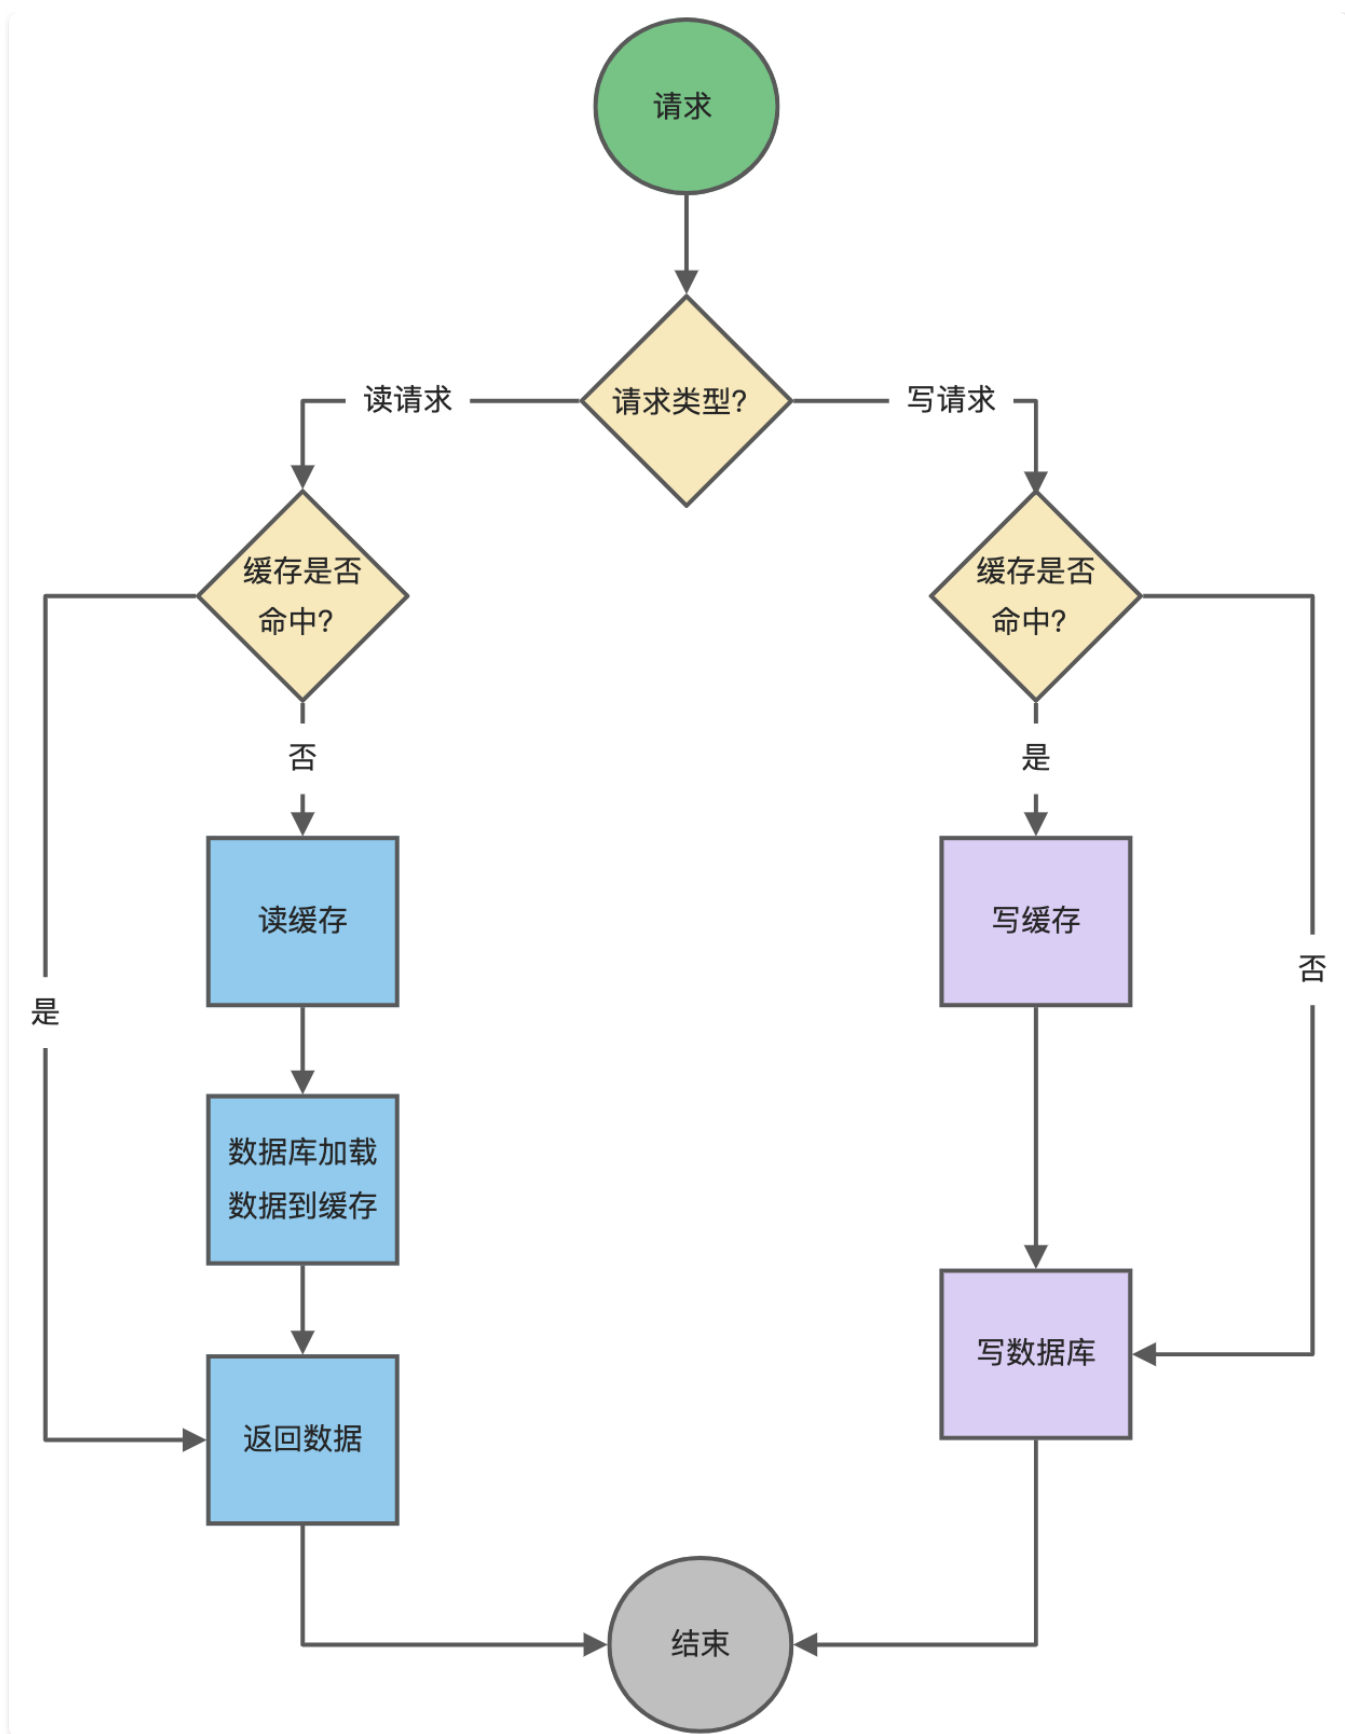 请求
请求类型?
读请求
写请求
缓存是否
命中?
缓存是否
命中?
否
是
读缓存
写缓存
是
否
数据库加载
数据到缓存
写数据库
返回数据
结束